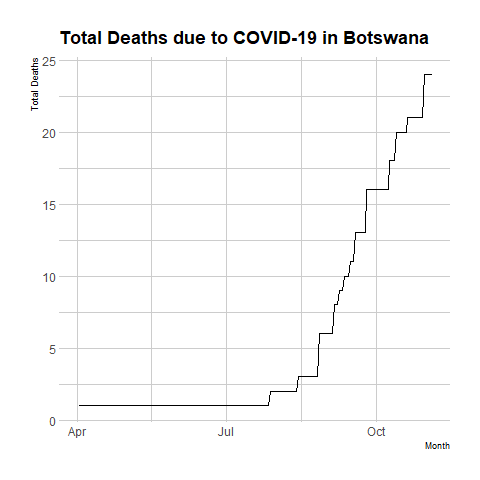 Total Deaths due to COVID-19 in Botswana
Total Deaths
25
20
15
10
5
0
Apr
Jul
Oct
Month